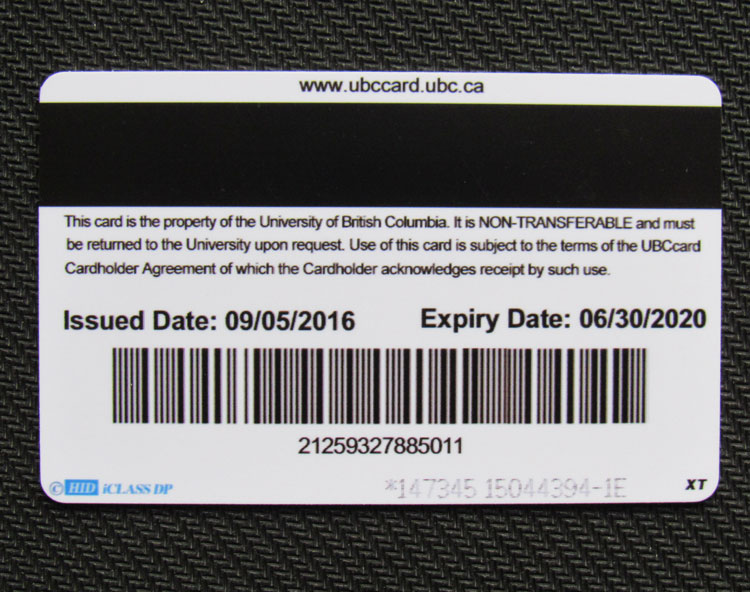 www.ubccard.ubc.ca
This card is the property of the University of British Columbia. It is NON-TRANSFERABLE and must
be returned to the University upon request. Use of this card is subject to the terms of the UBCcard
Cardholder Agreement of which the Cardholder acknowledges receipt by such use.
Issued Date: 09/05/2016 Expiry Date: 06/30/2020
21259327885011
© HID iCLASS DP *147345 15044394-1E XT